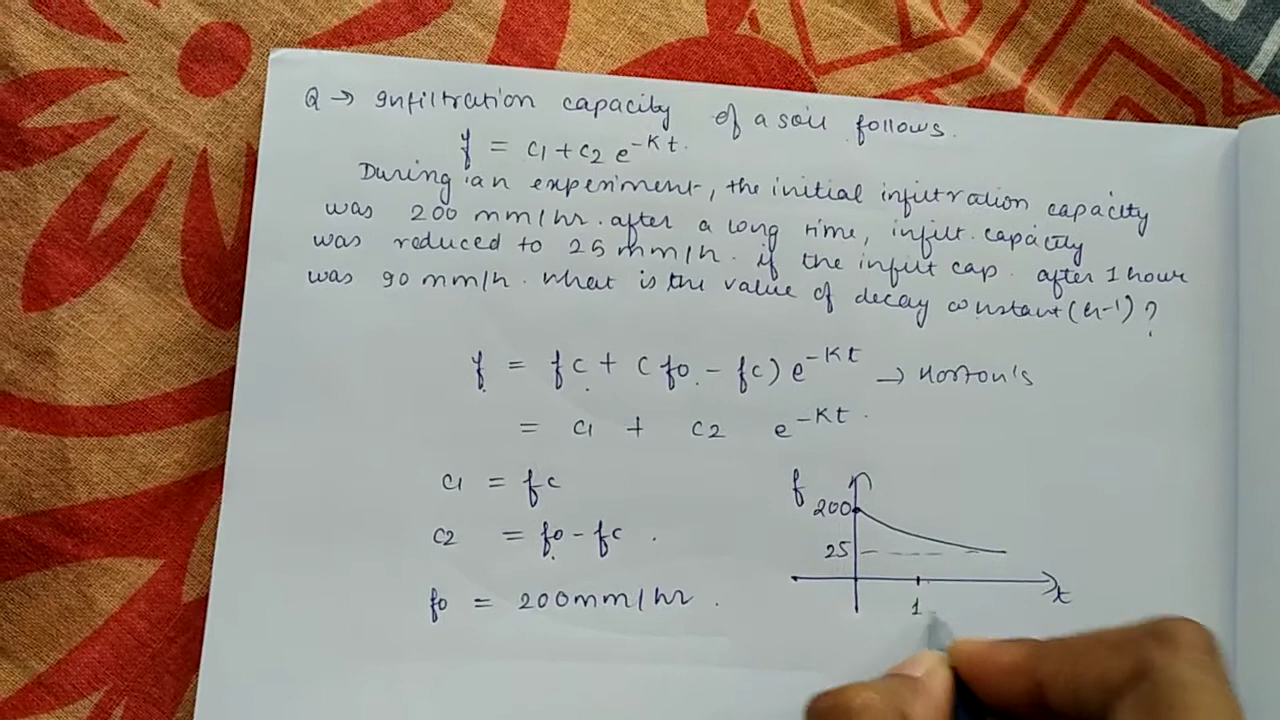 Q → Infiltration capacity of a soil follows.
f = c1 + c2 e^-Kt.
During an experiment, the initial infiltration capacity
was 200 mm/hr. after a long time, infilt. capacity
was reduced to 25 mm/h. if the infilt cap. after 1 hour
was 90 mm/h. what is the value of decay constant (h-1)?
f = fc + (fo - fc) e^-Kt → Horton's
= c1 + c2 e^-Kt.
c1 = fc
c2 = fo - fc.
fo = 200mm/hr.
f
200
25
1
t